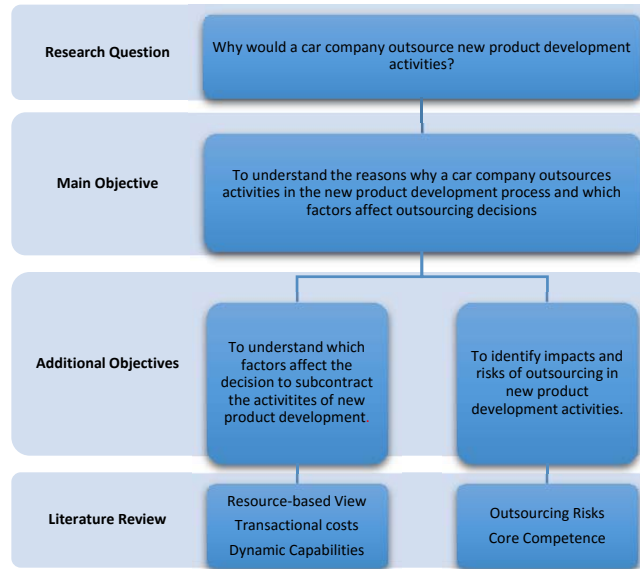 Research Question
Why would a car company outsource new product development
activities?
Main Objective
To understand the reasons why a car company outsources
activities in the new product development process and which
factors affect outsourcing decisions
Additional Objectives
To understand which
factors affect the
decision to subcontract
the activitites of new
product development.
To identify impacts and
risks of outsourcing in
new product
development activities.
Literature Review
Resource-based View
Transactional costs
Dynamic Capabilities
Outsourcing Risks
Core Competence